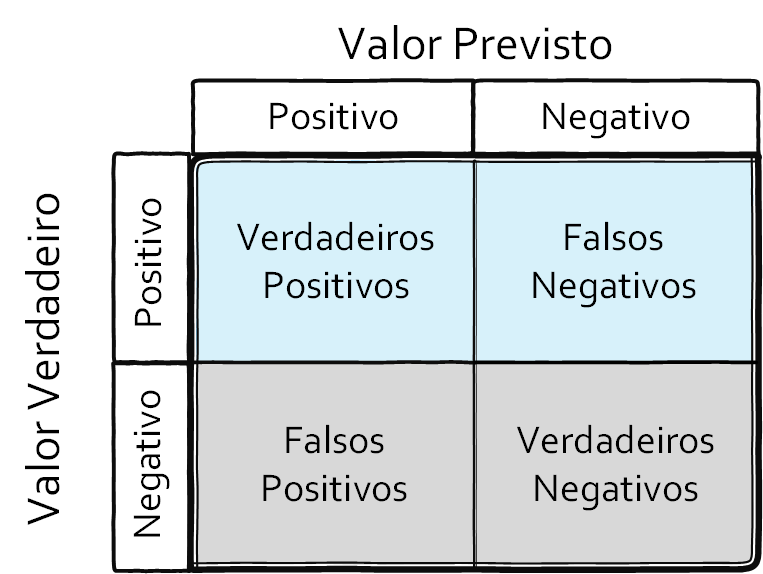 Valor Previsto
Positivo
Negativo
Valor Verdadeiro
Positivo
Verdadeiros
Positivos
Falsos
Negativos
Negativo
Falsos
Positivos
Verdadeiros
Negativos